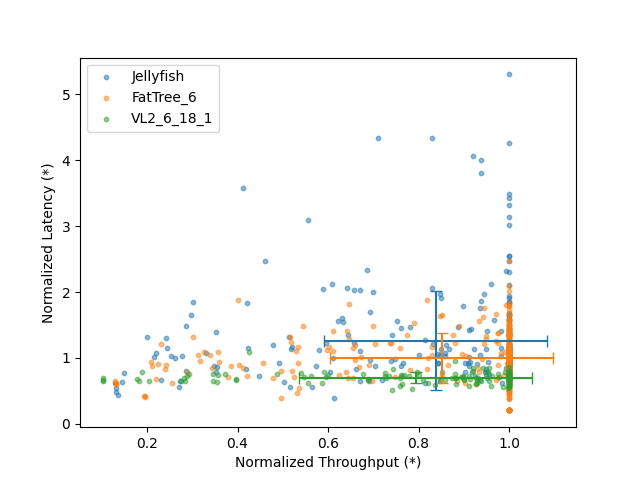 Jellyfish
FatTree_6
VL2_6_18_1
Normalized Latency (*)
5
4
3
2
1
0
0.2 0.4 0.6 0.8 1.0
Normalized Throughput (*)